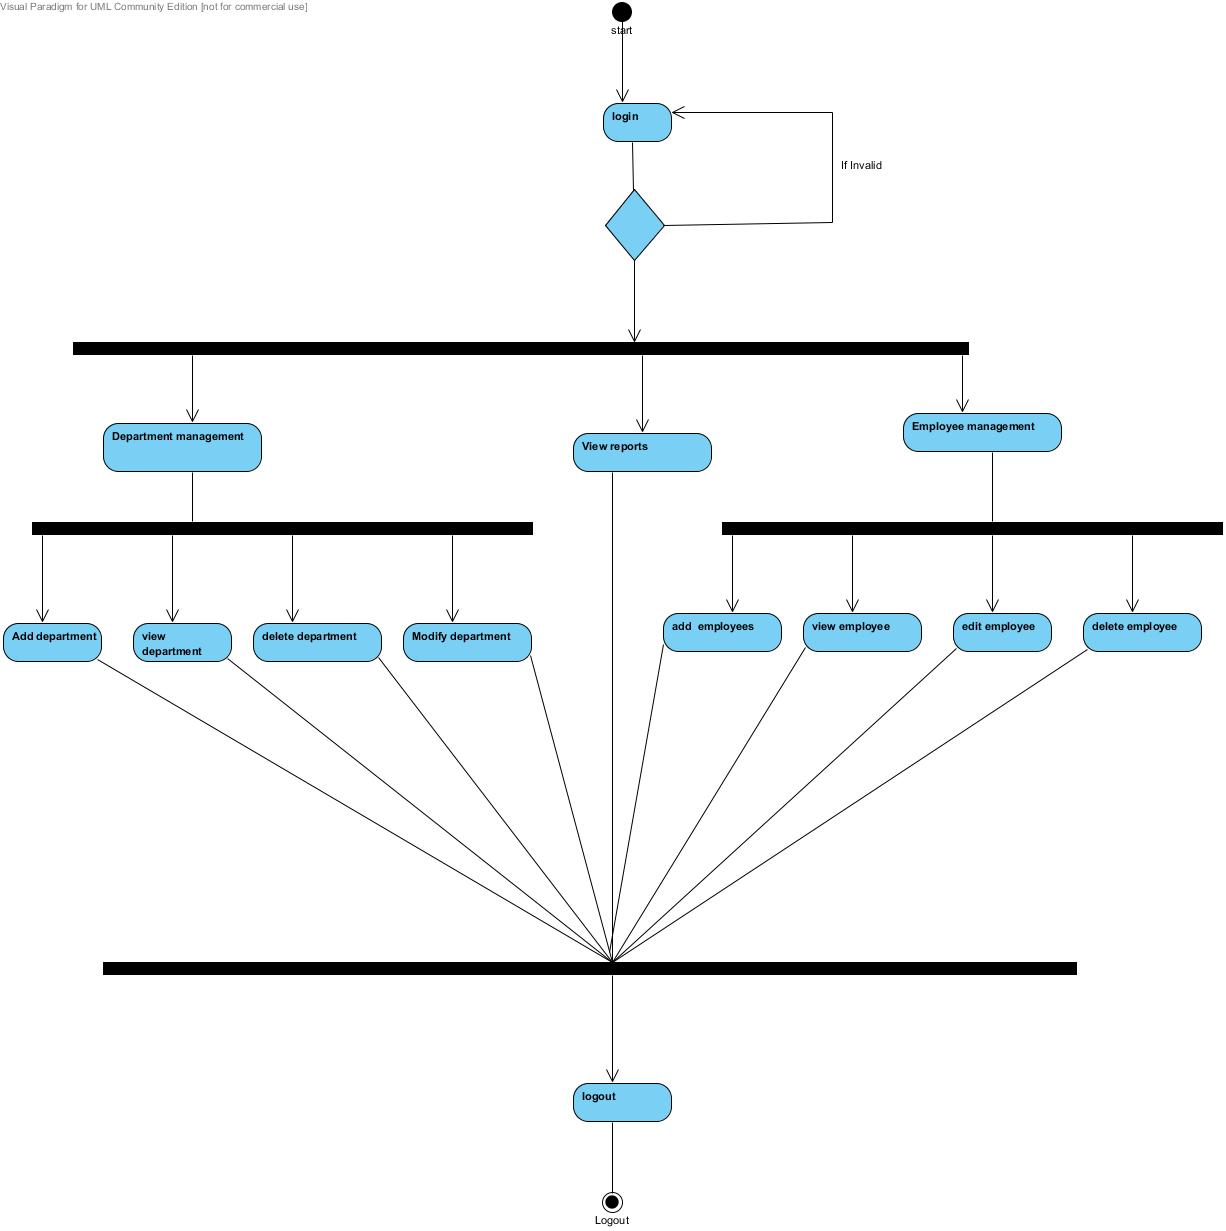 Visual Paradigm for UML Community Edition [not for commercial use]
start
login
If Invalid
Department management
View reports
Employee management
Add department
view
department
delete department
Modify department
add  employees
view employee
edit employee
delete employee
logout
Logout